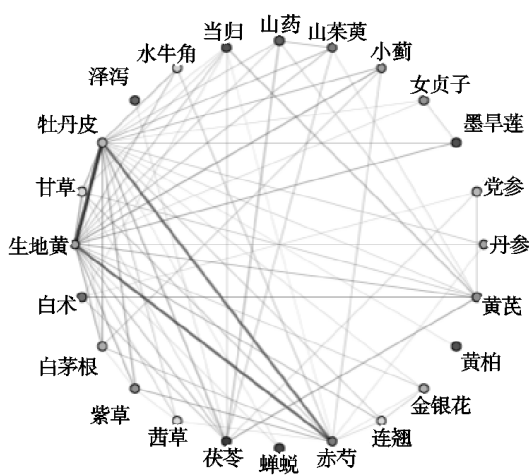 当归
山药
山茱萸
小蓟
女贞子
墨旱莲
党参
丹参
黄芪
黄柏
金银花
连翘
赤芍
蝉蜕
茯苓
茜草
紫草
白茅根
白术
生地黄
甘草
牡丹皮
泽泻
水牛角